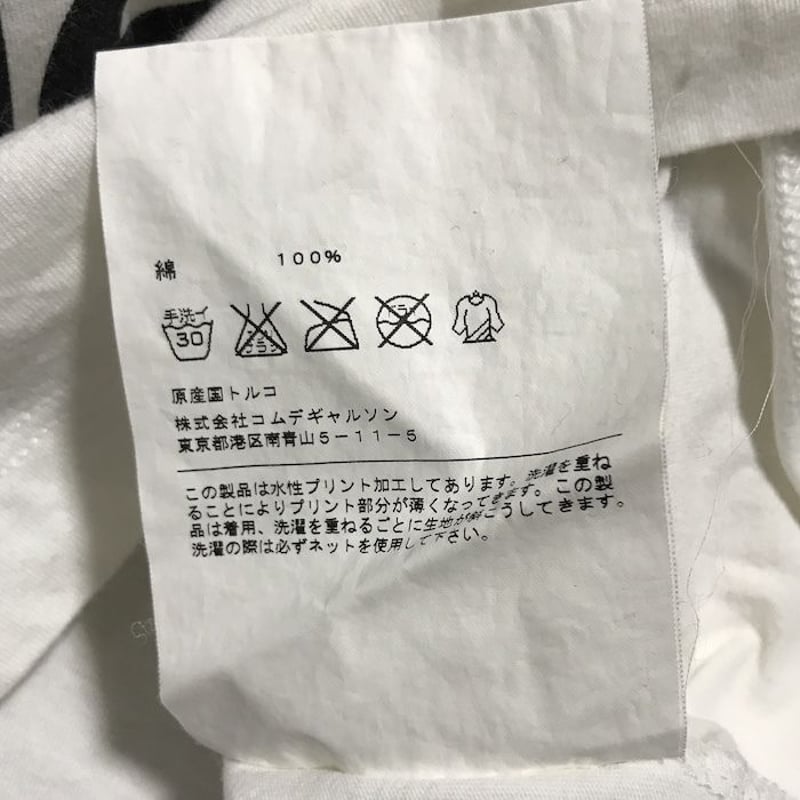 綿 100%
手洗イ
30
原産国トルコ
株式会社コムデギャルソン
東京都港区南青山5-11-5
この製品は水性プリント加工してあります。洗濯を重ね
ることによりプリント部分が薄くなってきます。この製
品は着用、洗濯を重ねるごとに生地が斜こうしてきます。
洗濯の際は必ずネットを使用して下さい。